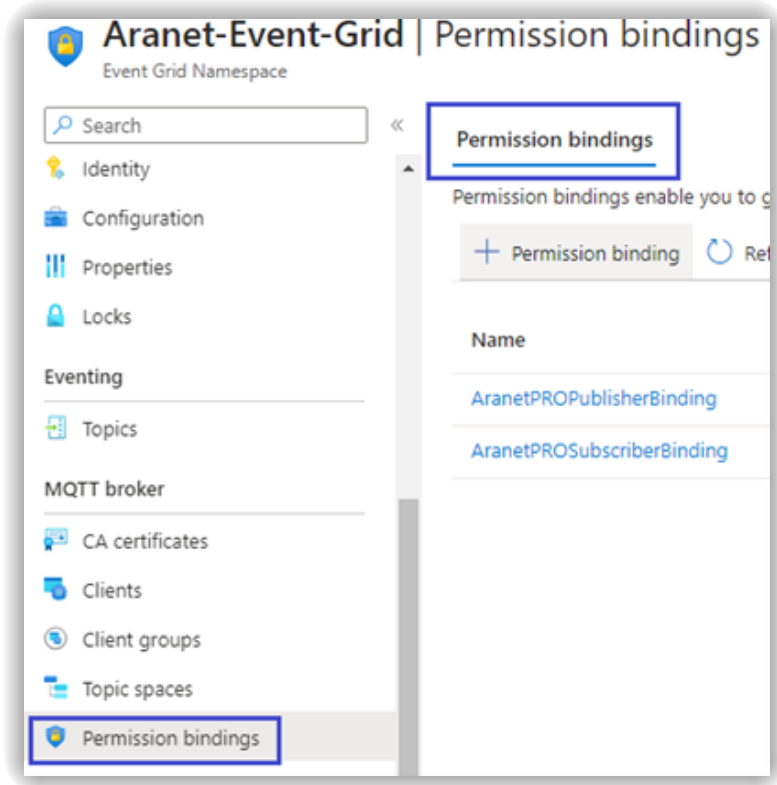 Aranet-Event-Grid | Permission bindings
Event Grid Namespace
Search
Identity
Configuration
Properties
Locks
Eventing
Topics
MQTT broker
CA certificates
Clients
Client groups
Topic spaces
Permission bindings
Permission bindings
Permission bindings enable you to g
+ Permission binding Ref
Name
AranetPROPublisherBinding
AranetPROSubscriberBinding